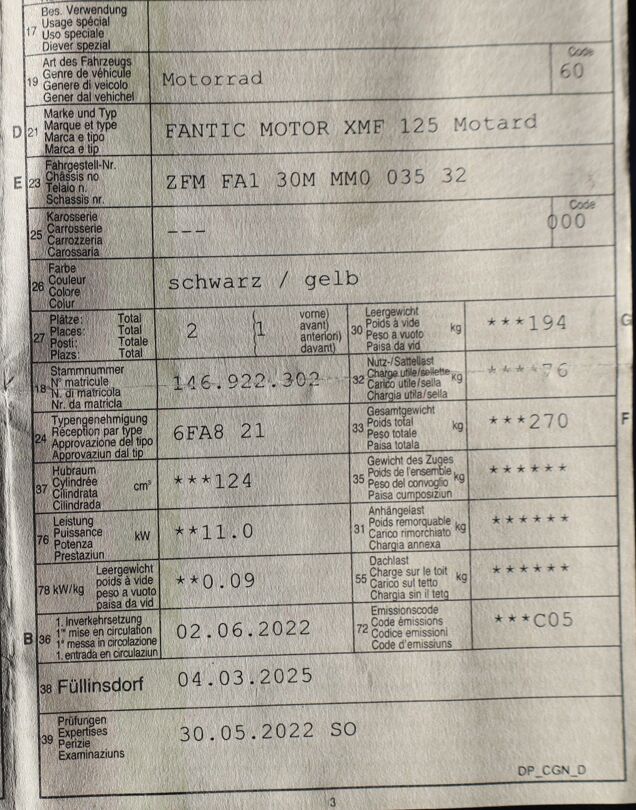 17 Bes. Verwendung
Usage spécial
Uso speciale
Diever spezial
19 Art des Fahrzeugs
Genre de véhicule
Genere di veicolo
Gener dal vehichel
Motorrad
Code
60
D 21 Marke und Typ
Marque et type
Marca e tipo
Marca e tip
FANTIC MOTOR XMF 125 Motard
E 23 Fahrgestell-Nr.
Châssis no
Telaio n.
Schassis nr.
ZFM FA1 30M MM0 035 32
25 Karosserie
Carrosserie
Carrozzeria
Carossaria
---
Code
000
26 Farbe
Couleur
Colore
Colur
schwarz / gelb
27 Plätze: Total
Places: Total
Posti: Totale
Plazs: Total
2 (1 vorne)
avant)
anteriori)
davant)
30 Leergewicht
Poids à vide
Peso a vuoto
Paisa da vid
kg
***194
G
18 Stammnummer
N° matricule
N. di matricola
Nr. da matricla
146.922.302
32 Nutz-/Sattellast
Charge utile/sellette
Carico utile/sella
Chargia utila/sella
kg
****76
24 Typengenehmigung
Réception par type
Approvazione del tipo
Approvaziun dal tip
6FA8 21
33 Gesamtgewicht
Poids total
Peso totale
Paisa totala
kg
***270
F
37 Hubraum
Cylindrée
Cilindrata
Cilindrada
cm³
***124
35 Gewicht des Zuges
Poids de l'ensemble
Peso del convoglio
Paisa cumposiziun
kg
******
76 Leistung
Puissance
Potenza
Prestaziun
kW
**11.0
31 Anhängelast
Poids remorquable
Carico rimorchiato
Chargia annexa
kg
******
78 kW/kg Leergewicht
poids à vide
peso a vuoto
paisa da vid
**0.09
55 Dachlast
Charge sur le toit
Carico sul tetto
Chargia sin il tetg
kg
******
B 36 1. Inverkehrsetzung
1re mise en circulation
1a messa in circolazione
1. entrada en circulaziun
02.06.2022
72 Emissionscode
Code émissions
Codice emissioni
Code d'emissiuns
***C05
38 Füllinsdorf 04.03.2025
39 Prüfungen
Expertises
Perizie
Examinaziuns
30.05.2022 SO
DP_CGN_D
3